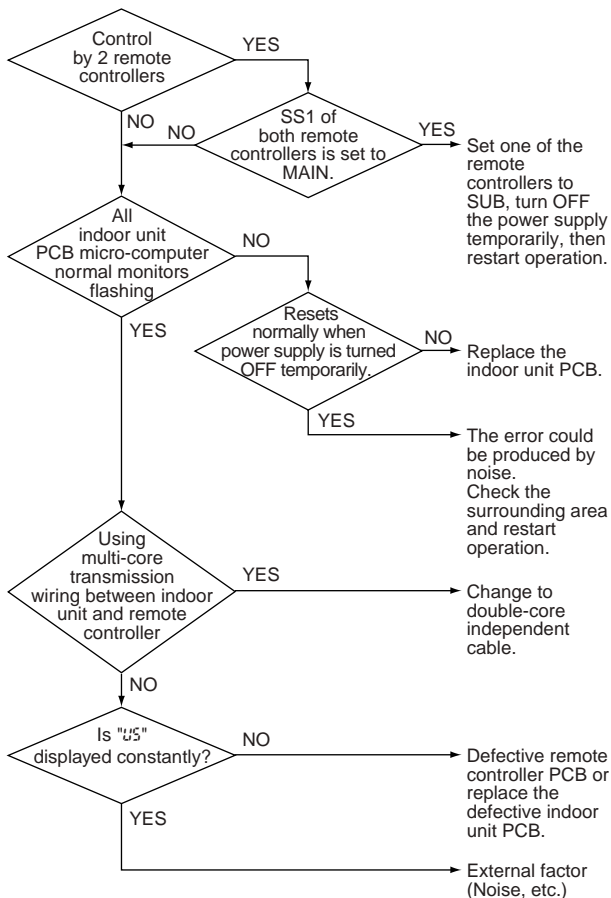 Control
by 2 remote
controllers
YES
NO
SS1 of
both remote
controllers is set to
MAIN.
NO
YES
Set one of the
remote
controllers to
SUB, turn OFF
the power supply
temporarily, then
restart operation.
All
indoor unit
PCB micro-computer
normal monitors
flashing
NO
YES
Resets
normally when
power supply is turned
OFF temporarily.
NO
Replace the
indoor unit PCB.
YES
The error could
be produced by
noise.
Check the
surrounding area
and restart
operation.
Using
multi-core
transmission
wiring between indoor
unit and remote
controller
YES
Change to
double-core
independent
cable.
NO
Is "U5"
displayed constantly?
NO
Defective remote
controller PCB or
replace the
defective indoor
unit PCB.
YES
External factor
(Noise, etc.)